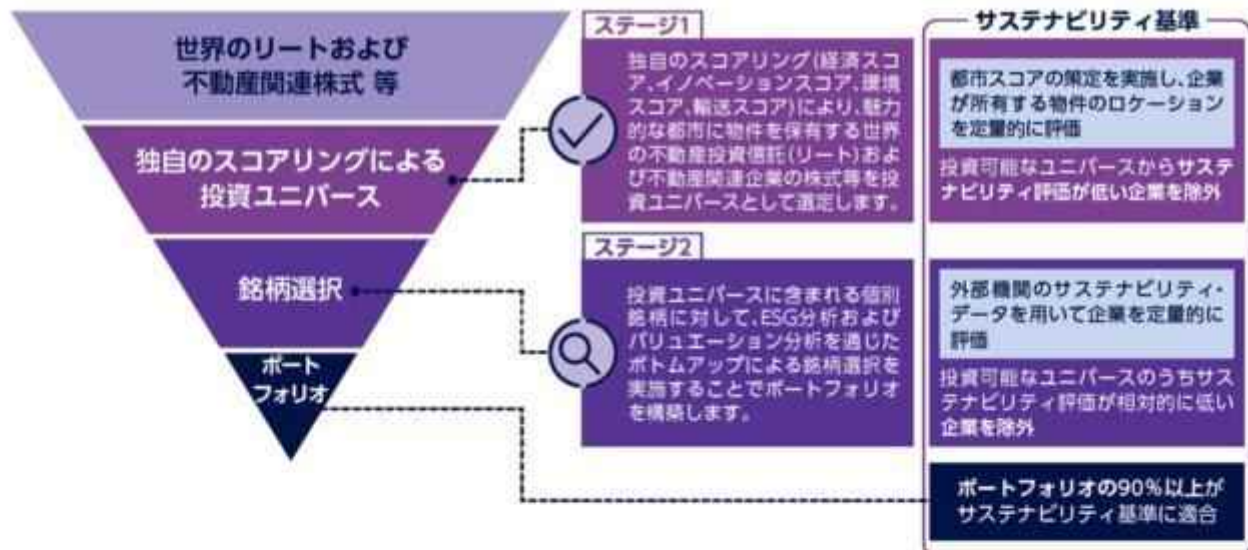 世界のリートおよび
不動産関連株式 等
独自のスコアリングによる
投資ユニバース
銘柄選択
ポート
フォリオ
ステージ1
独自のスコアリング(経済スコ
ア、イノベーションスコア、環境
スコア、輸送スコア)により、魅力
的な都市に物件を保有する世界
の不動産投資信託(リート)およ
び不動産関連企業の株式等を投
資ユニバースとして選定します。
ステージ2
投資ユニバースに含まれる個別
銘柄に対して、ESG分析および
バリュエーション分析を通じた
ボトムアップによる銘柄選択を
実施することでポートフォリオ
を構築します。
サステナビリティ基準
都市スコアの策定を実施し、企業
が所有する物件のロケーション
を定量的に評価
投資可能なユニバースからサステ
ナビリティ評価が低い企業を除外
外部機関のサステナビリティ・
データを用いて企業を定量的に
評価
投資可能なユニバースのうちサス
テナビリティ評価が相対的に低い
企業を除外
ポートフォリオの90%以上が
サステナビリティ基準に適合